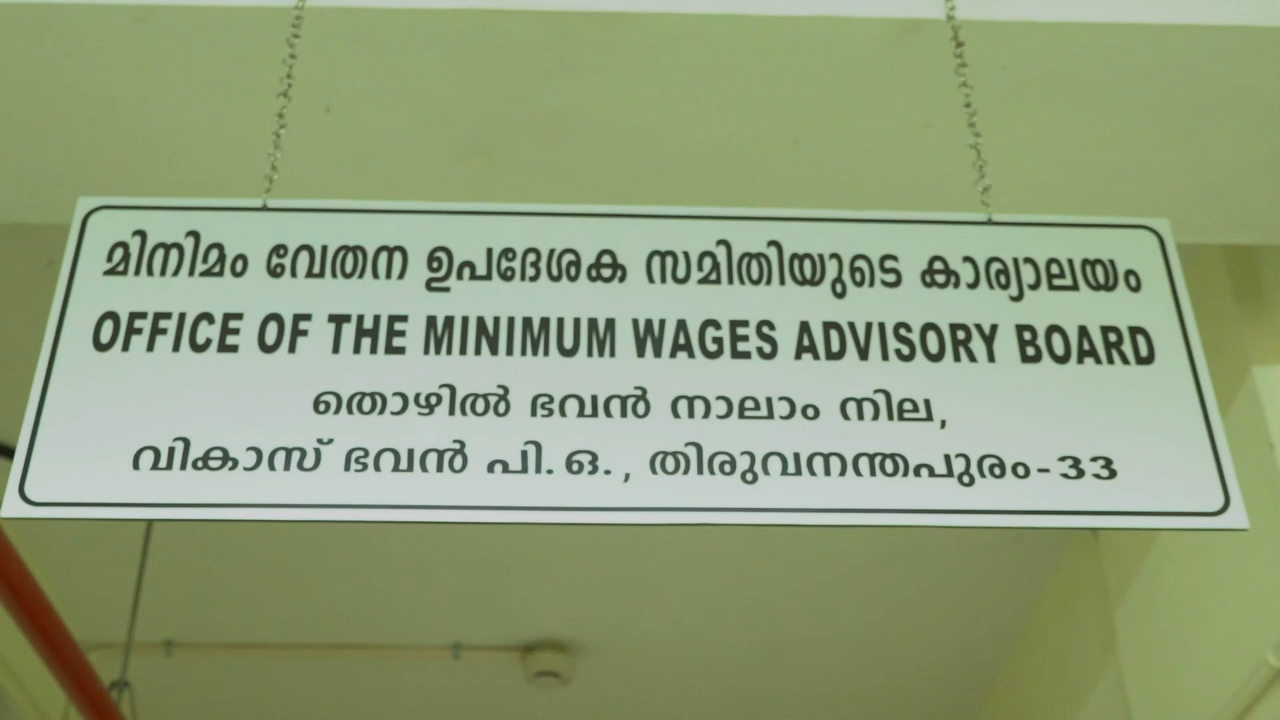 മിനിമം വേതന ഉപദേശക സമിതിയുടെ കാര്യാലയം
OFFICE OF THE MINIMUM WAGES ADVISORY BOARD
തൊഴിൽ ഭവൻ നാലാം നില,
വികാസ് ഭവൻ പി.ഒ., തിരുവനന്തപുരം-33